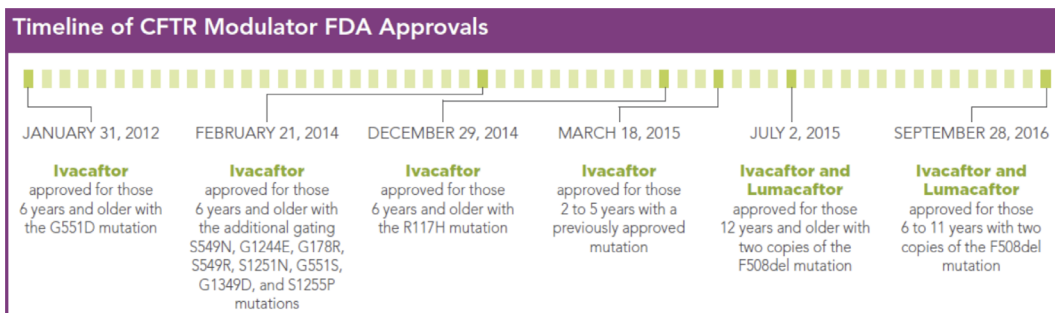 Timeline of CFTR Modulator FDA Approvals
JANUARY 31, 2012
Ivacaftor
approved for those
6 years and older with
the G551D mutation
FEBRUARY 21, 2014
Ivacaftor
approved for those
6 years and older with
the additional gating
S549N, G1244E, G178R,
S549R, S1251N, G551S,
G1349D, and S1255P
mutations
DECEMBER 29, 2014
Ivacaftor
approved for those
6 years and older with
the R117H mutation
MARCH 18, 2015
Ivacaftor
approved for those
2 to 5 years with a
previously approved
mutation
JULY 2, 2015
Ivacaftor and
Lumacaftor
approved for those
12 years and older with
two copies of the
F508del mutation
SEPTEMBER 28, 2016
Ivacaftor and
Lumacaftor
approved for those
6 to 11 years with two
copies of the F508del
mutation